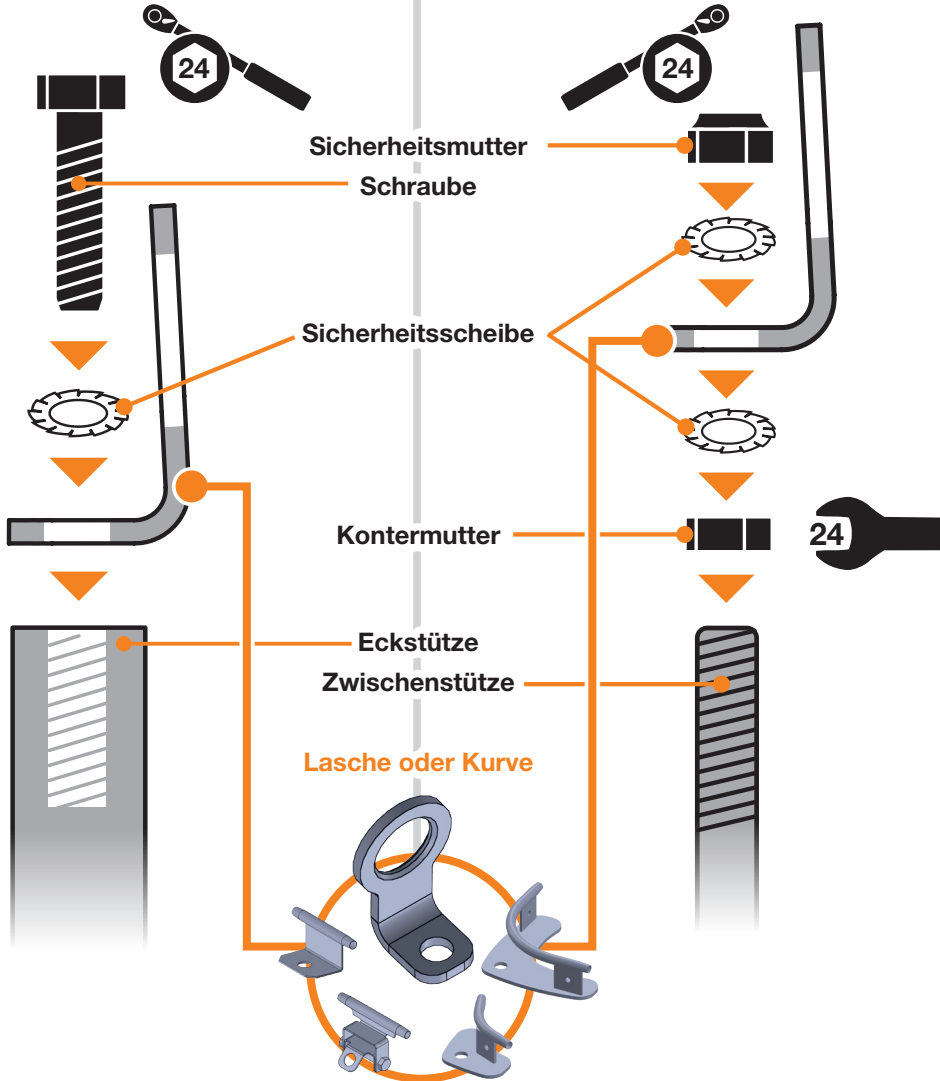 24
24
Sicherheitsmutter
Schraube
Sicherheitsscheibe
Kontermutter
24
Eckstütze
Zwischenstütze
Lasche oder Kurve